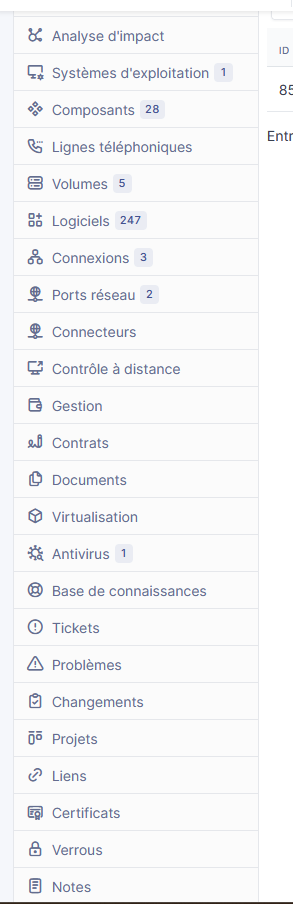 Analyse d'impact
Systèmes d'exploitation 1
Composants 28
Lignes téléphoniques
Volumes 5
Logiciels 247
Connexions 3
Ports réseau 2
Connecteurs
Contrôle à distance
Gestion
Contrats
Documents
Virtualisation
Antivirus 1
Base de connaissances
Tickets
Problèmes
Changements
Projets
Liens
Certificats
Verrous
Notes
ID
85
Entr